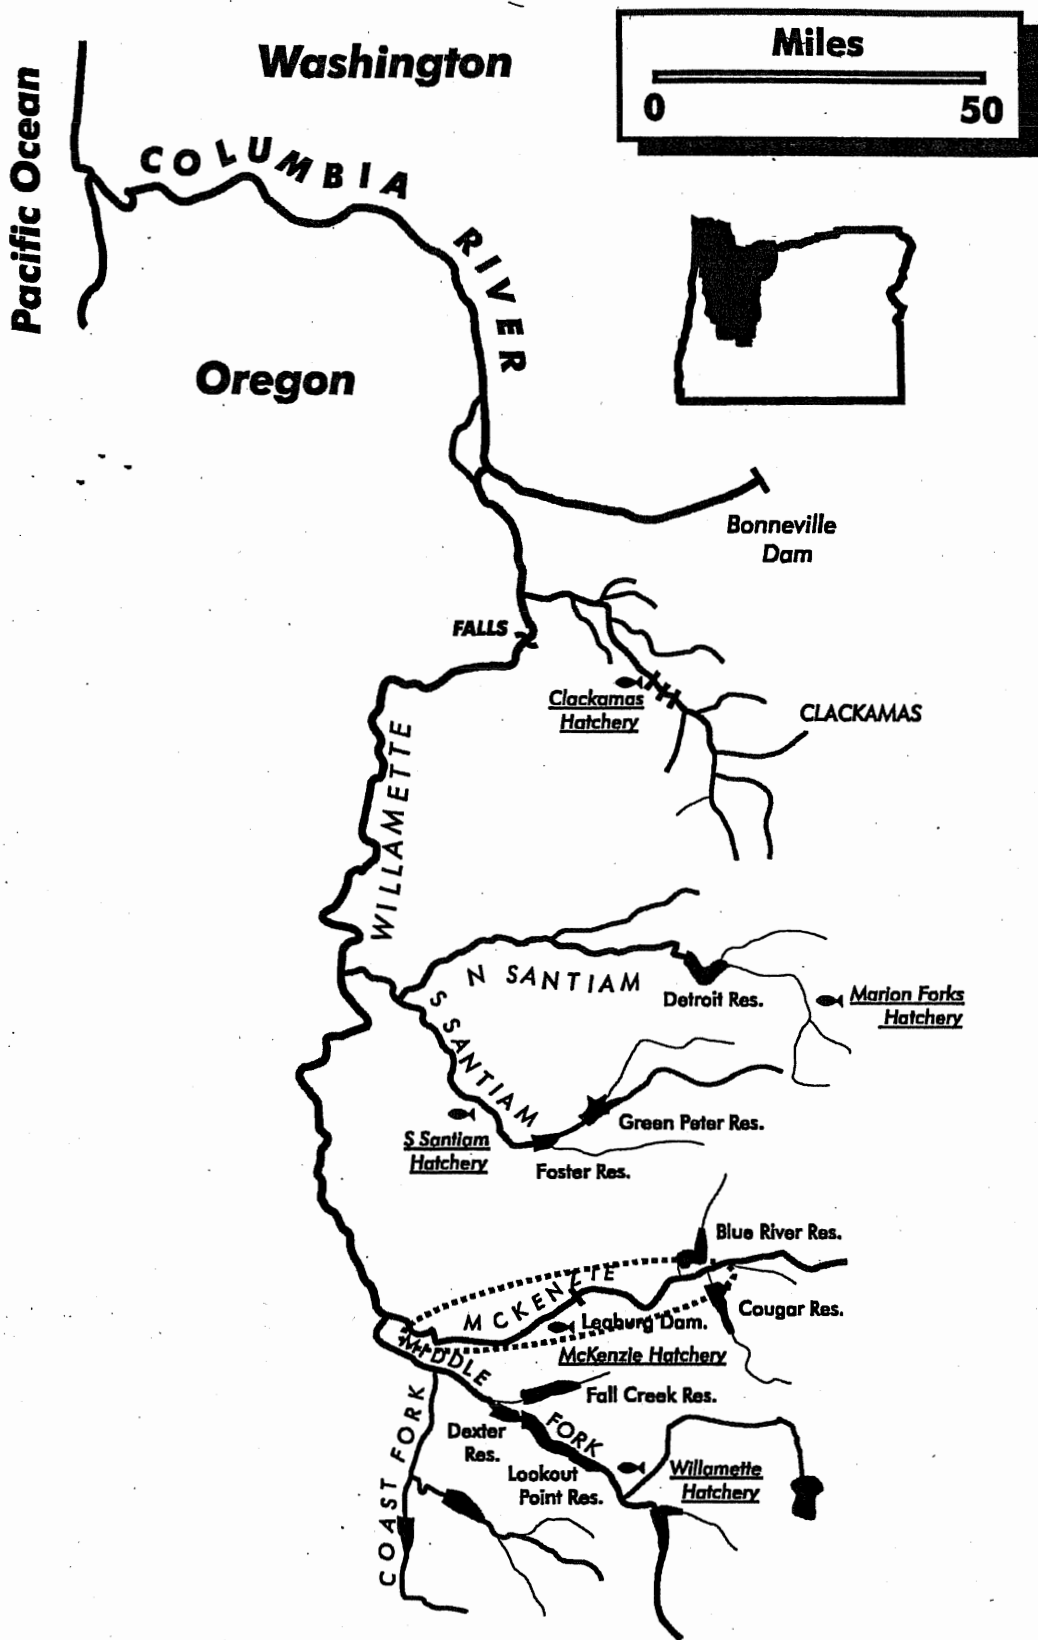 Miles
0 50
Washington
Pacific Ocean
COLUMBIA
RIVER
Oregon
Bonneville
Dam
FALLS
Clackamas
Hatchery
CLACKAMAS
WILLAMETTE
N SANTIAM
Detroit Res.
Marion Forks
Hatchery
S SANTIAM
Green Peter Res.
S Santiam
Hatchery
Foster Res.
Blue River Res.
MCKENZIE
Cougar Res.
Leaburg Dam.
McKenzie Hatchery
MIDDLE
FORK
Fall Creek Res.
Dexter
Res.
Lookout
Point Res.
Willamette
Hatchery
COAST FORK